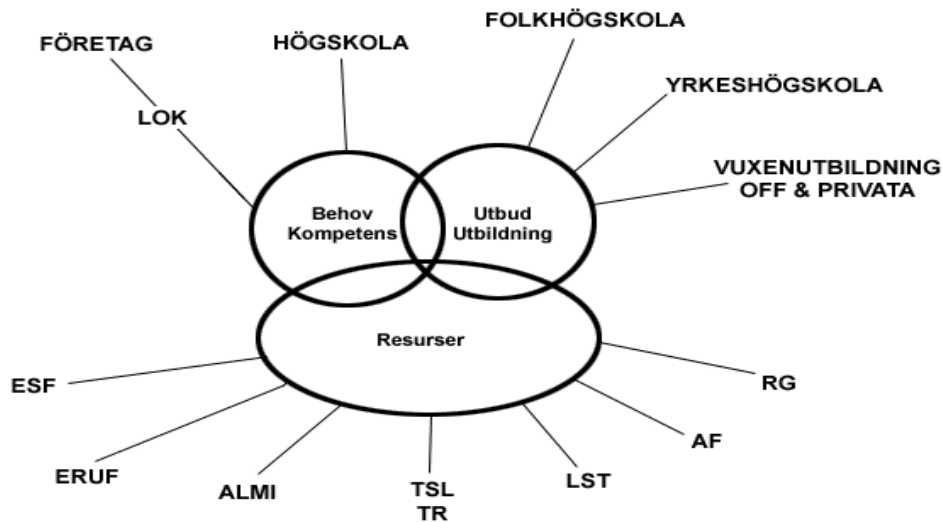 FOLKHÖGSKOLA
FÖRETAG
HÖGSKOLA
YRKESHÖGSKOLA
LOK
VUXENUTBILDNING
OFF & PRIVATA
Behov
Kompetens
Utbud
Utbildning
Resurser
ESF
RG
AF
ERUF
ALMI
TSL
TR
LST